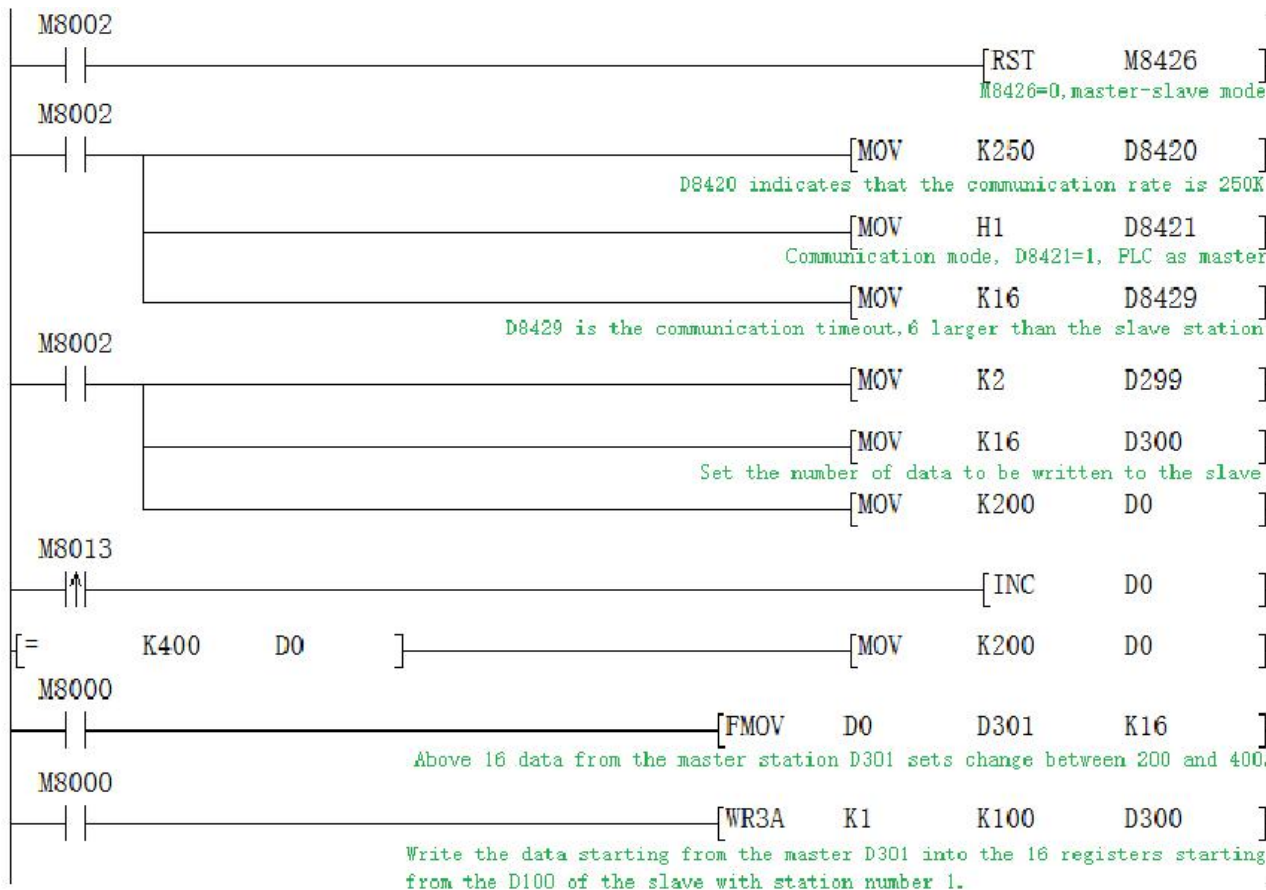 M8002
[RST M8426 ]
M8426=0,master-slave mode
M8002
[MOV K250 D8420 ]
D8420 indicates that the communication rate is 250K
[MOV H1 D8421 ]
Communication mode, D8421=1, PLC as master
[MOV K16 D8429 ]
D8429 is the communication timeout,6 larger than the slave station
M8002
[MOV K2 D299 ]
[MOV K16 D300 ]
Set the number of data to be written to the slave
[MOV K200 D0 ]
M8013
[INC D0 ]
[= K400 D0 ] [MOV K200 D0 ]
M8000
[FMOV D0 D301 K16 ]
Above 16 data from the master station D301 sets change between 200 and 400.
M8000
[WR3A K1 K100 D300 ]
Write the data starting from the master D301 into the 16 registers starting
from the D100 of the slave with station number 1.